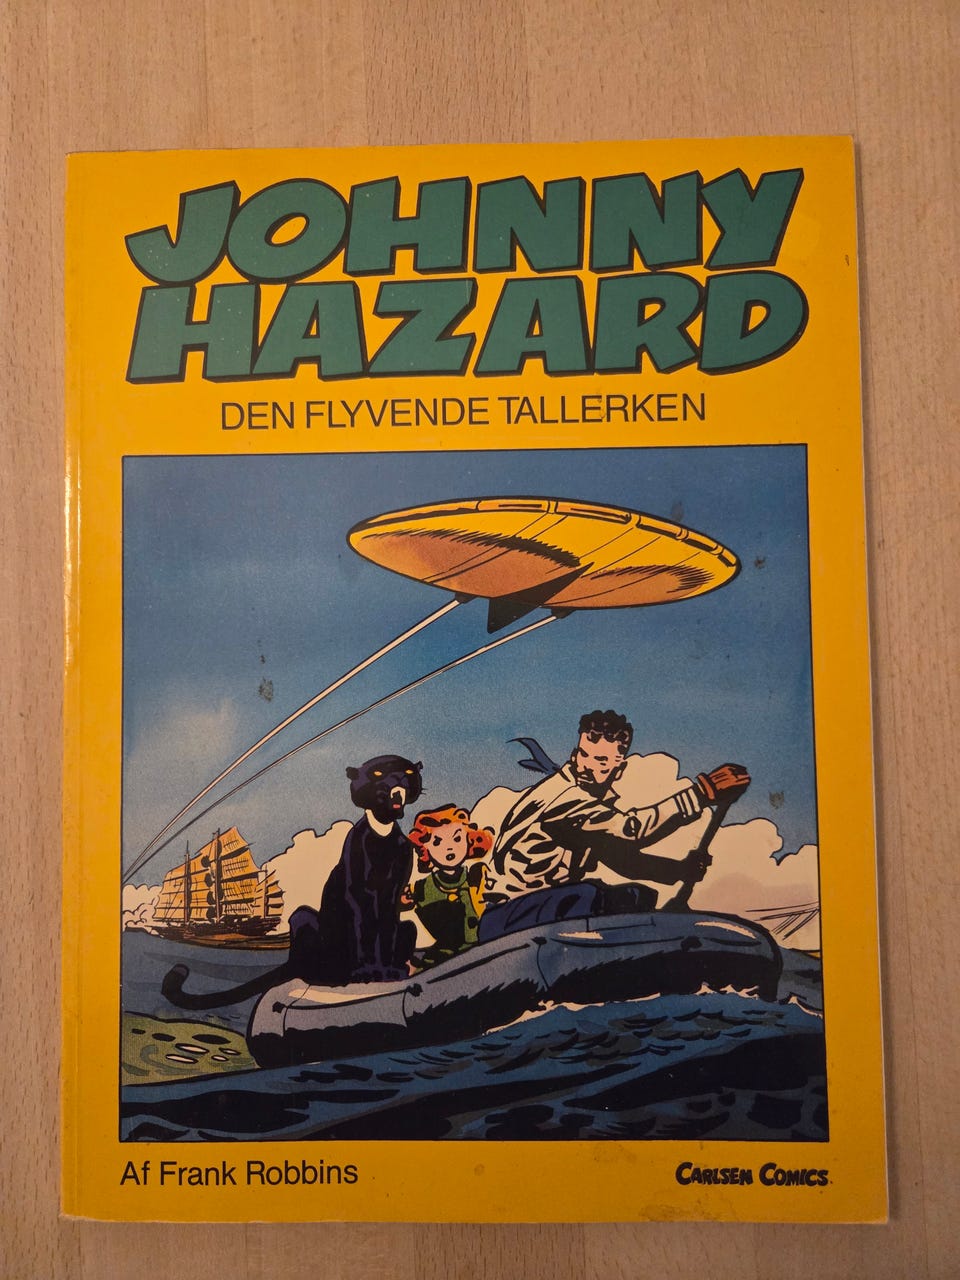 JOHNNY
HAZARD
DEN FLYVENDE TALLERKEN
Af Frank Robbins
CARLSEN COMICS